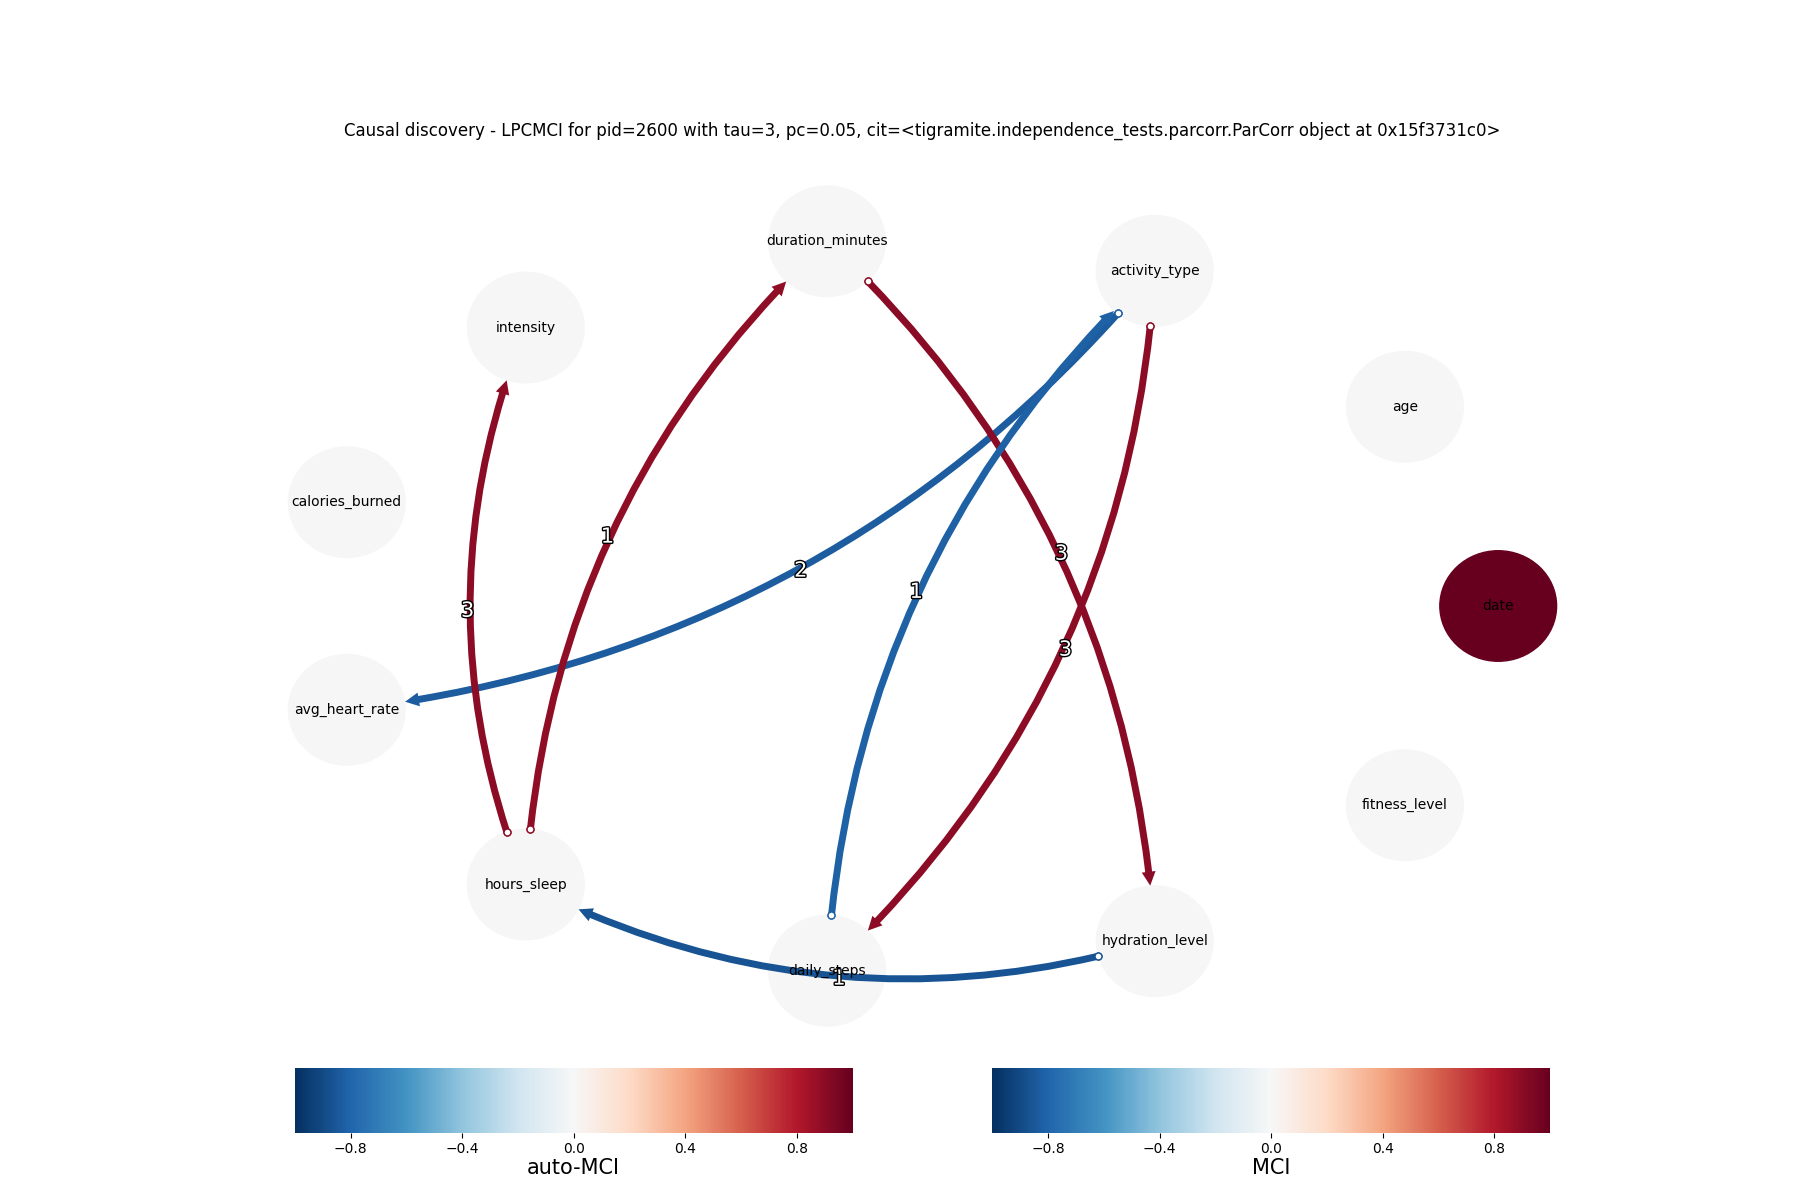 Causal discovery - LPCMCI for pid=2600 with tau=3, pc=0.05, cit=<tigramite.independence_tests.parcorr.ParCorr object at 0x15f3731c0>
duration_minutes
activity_type
intensity
age
calories_burned
1
3
2
1
date
3
3
avg_heart_rate
fitness_level
hours_sleep
hydration_level
daily_steps
1
−0.8 −0.4 0.0 0.4 0.8
auto-MCI
−0.8 −0.4 0.0 0.4 0.8
MCI